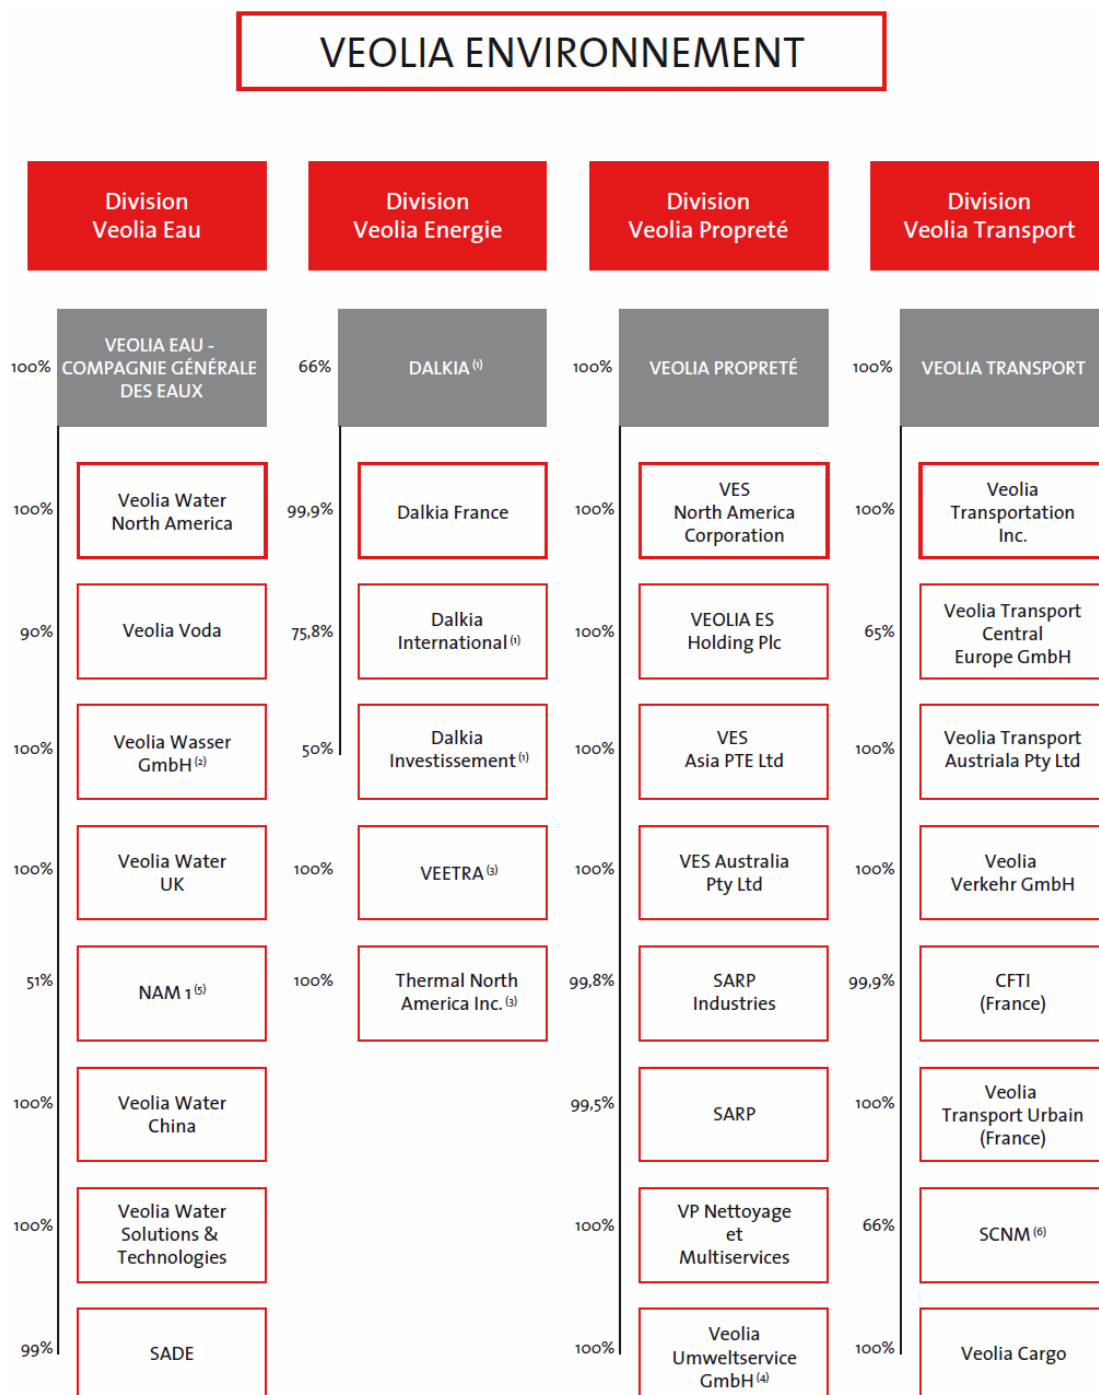 VEOLIA ENVIRONNEMENT
Division
Veolia Eau
Division
Veolia Energie
Division
Veolia Propreté
Division
Veolia Transport
100%
VEOLIA EAU -
COMPAGNIE GÉNÉRALE
DES EAUX
66%
DALKIA (1)
100%
VEOLIA PROPRETÉ
100%
VEOLIA TRANSPORT
100%
Veolia Water
North America
99,9%
Dalkia France
100%
VES
North America
Corporation
100%
Veolia
Transportation
Inc.
90%
Veolia Voda
75,8%
Dalkia
International (1)
100%
VEOLIA ES
Holding Plc
65%
Veolia Transport
Central
Europe GmbH
100%
Veolia Wasser
GmbH (2)
50%
Dalkia
Investissement (1)
100%
VES
Asia PTE Ltd
100%
Veolia Transport
Austriala Pty Ltd
100%
Veolia Water
UK
100%
VEETRA (3)
100%
VES Australia
Pty Ltd
100%
Veolia
Verkehr GmbH
51%
NAM 1 (5)
100%
Thermal North
America Inc. (3)
99,8%
SARP
Industries
99,9%
CFTI
(France)
100%
Veolia Water
China
99,5%
SARP
100%
Veolia
Transport Urbain
(France)
100%
Veolia Water
Solutions &
Technologies
100%
VP Nettoyage
et
Multiservices
66%
SCNM (6)
99%
SADE
100%
Veolia
Umweltservice
GmbH (4)
100%
Veolia Cargo